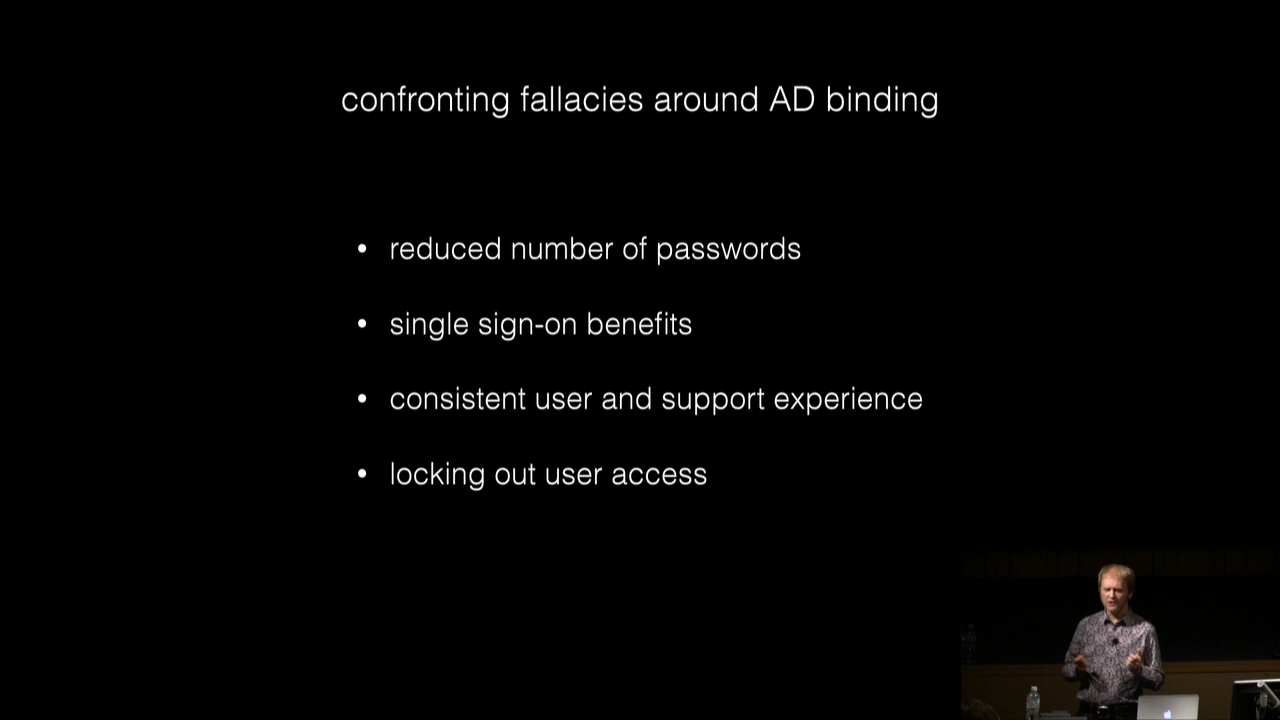 confronting fallacies around AD binding
• reduced number of passwords
• single sign-on benefits
• consistent user and support experience
• locking out user access